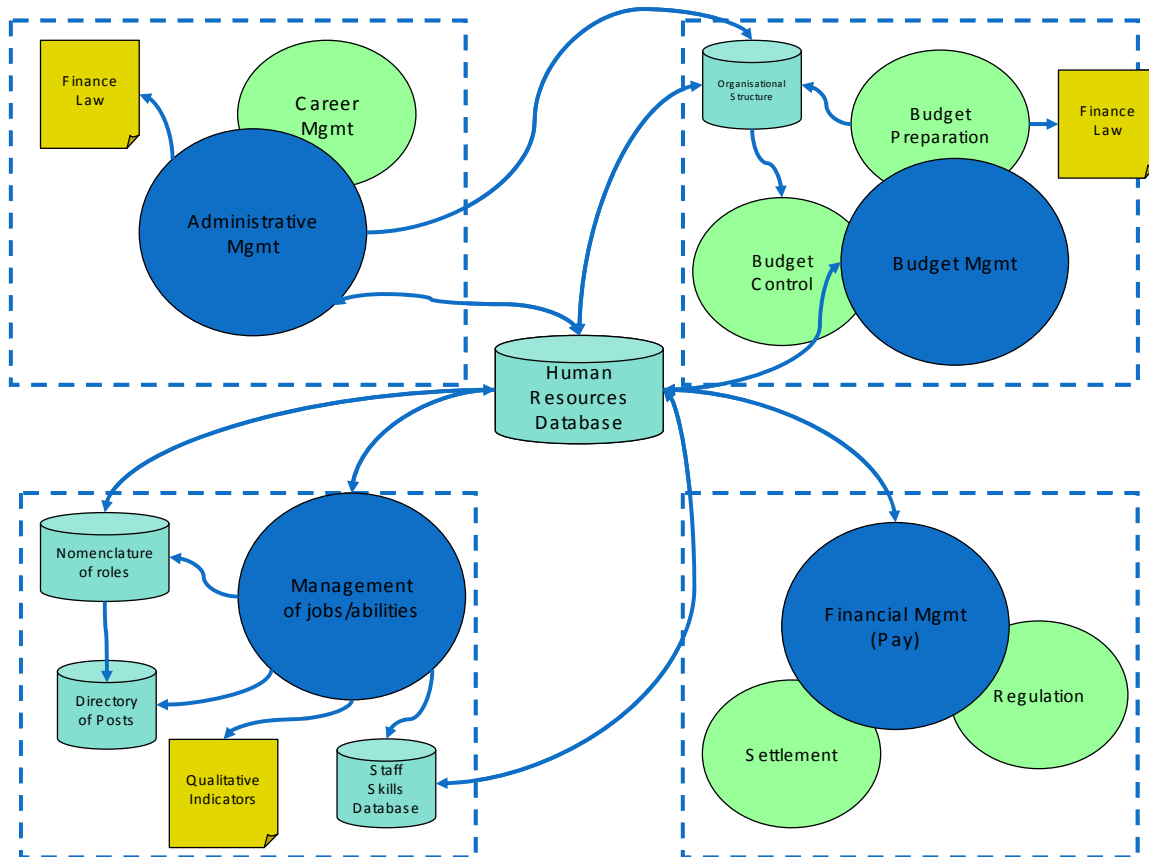 Finance
Law
Career
Mgmt
Administrative
Mgmt
Organisational
Structure
Budget
Preparation
Finance
Law
Budget
Control
Budget Mgmt
Human
Resources
Database
Nomenclature
of roles
Management
of jobs/abilities
Directory
of Posts
Qualitative
Indicators
Staff
Skills
Database
Financial Mgmt
(Pay)
Regulation
Settlement